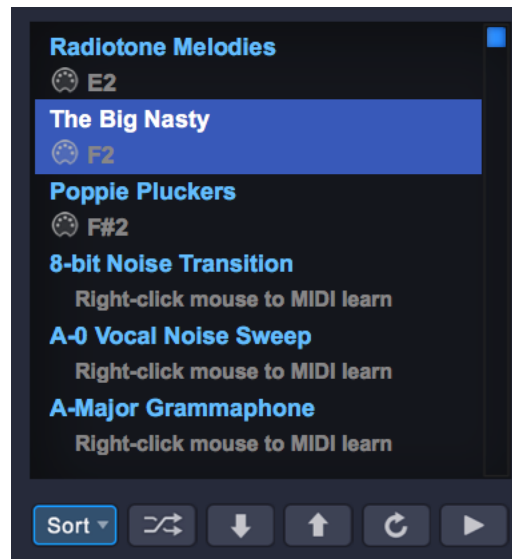 Radiotone Melodies
E2
The Big Nasty
F2
Poppie Pluckers
F#2
8-bit Noise Transition
Right-click mouse to MIDI learn
A-0 Vocal Noise Sweep
Right-click mouse to MIDI learn
A-Major Grammaphone
Right-click mouse to MIDI learn
Sort